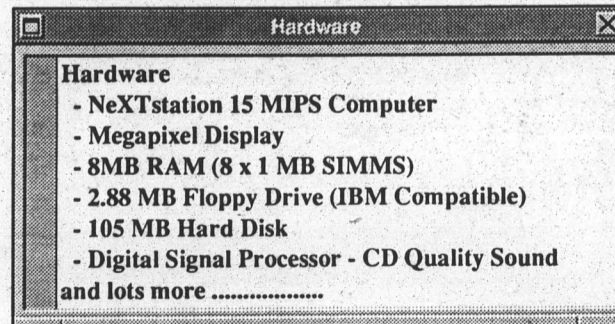 Hardware
Hardware
- NeXTstation 15 MIPS Computer
- Megapixel Display
- 8MB RAM (8 x 1 MB SIMMS)
- 2.88 MB Floppy Drive (IBM Compatible)
- 105 MB Hard Disk
- Digital Signal Processor - CD Quality Sound
and lots more ...................